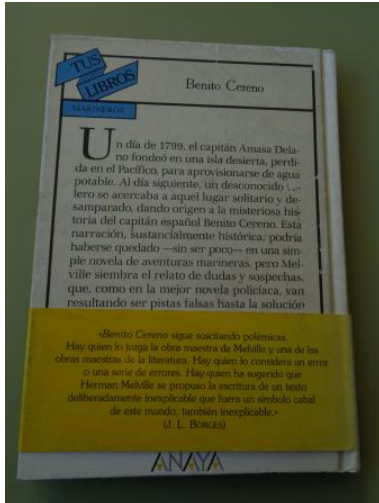 TUS
LIBROS
MARINEROS
Benito Cereno
Un día de 1799, el capitán Amasa Dela-
no fondeó en una isla desierta, perdi-
da en el Pacífico, para aprovisionarse de agua
potable. Al día siguiente, un desconocido
lero se acercaba a aquel lugar solitario y de-
samparado, dando origen a la misteriosa his-
toria del capitán español Benito Cereno. Esta
narración, sustancialmente histórica, podría
haberse quedado —sin ser poco— en una sim-
ple novela de aventuras marineras, pero Mel-
ville siembra el relato de dudas y sospechas,
que, como en la mejor novela policíaca, van
resultando ser pistas falsas hasta la solución
«Benito Cereno sigue suscitando polémicas.
Hay quien lo juzga la obra maestra de Melville y una de las
obras maestras de la literatura. Hay quien lo considera un error
o una serie de errores. Hay quien ha sugerido que
Herman Melville se propuso la escritura de un texto
deliberadamente inexplicable que fuera un símbolo cabal
de este mundo, también inexplicable.»
(J. L. BORGES)
ANAYA